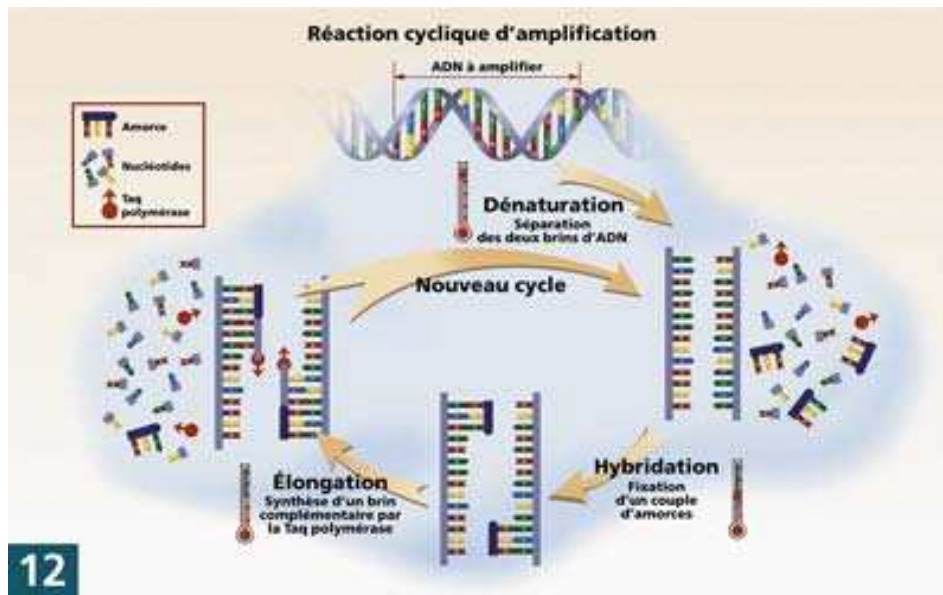 Réaction cyclique d'amplification
ADN à amplifier
Amorce
Nucléotides
Taq
polymérase
Dénaturation
Séparation
des deux brins d'ADN
Nouveau cycle
Hybridation
Fixation
d'un couple
d'amorces
Élongation
Synthèse d'un brin
complémentaire par
la Taq polymérase
12